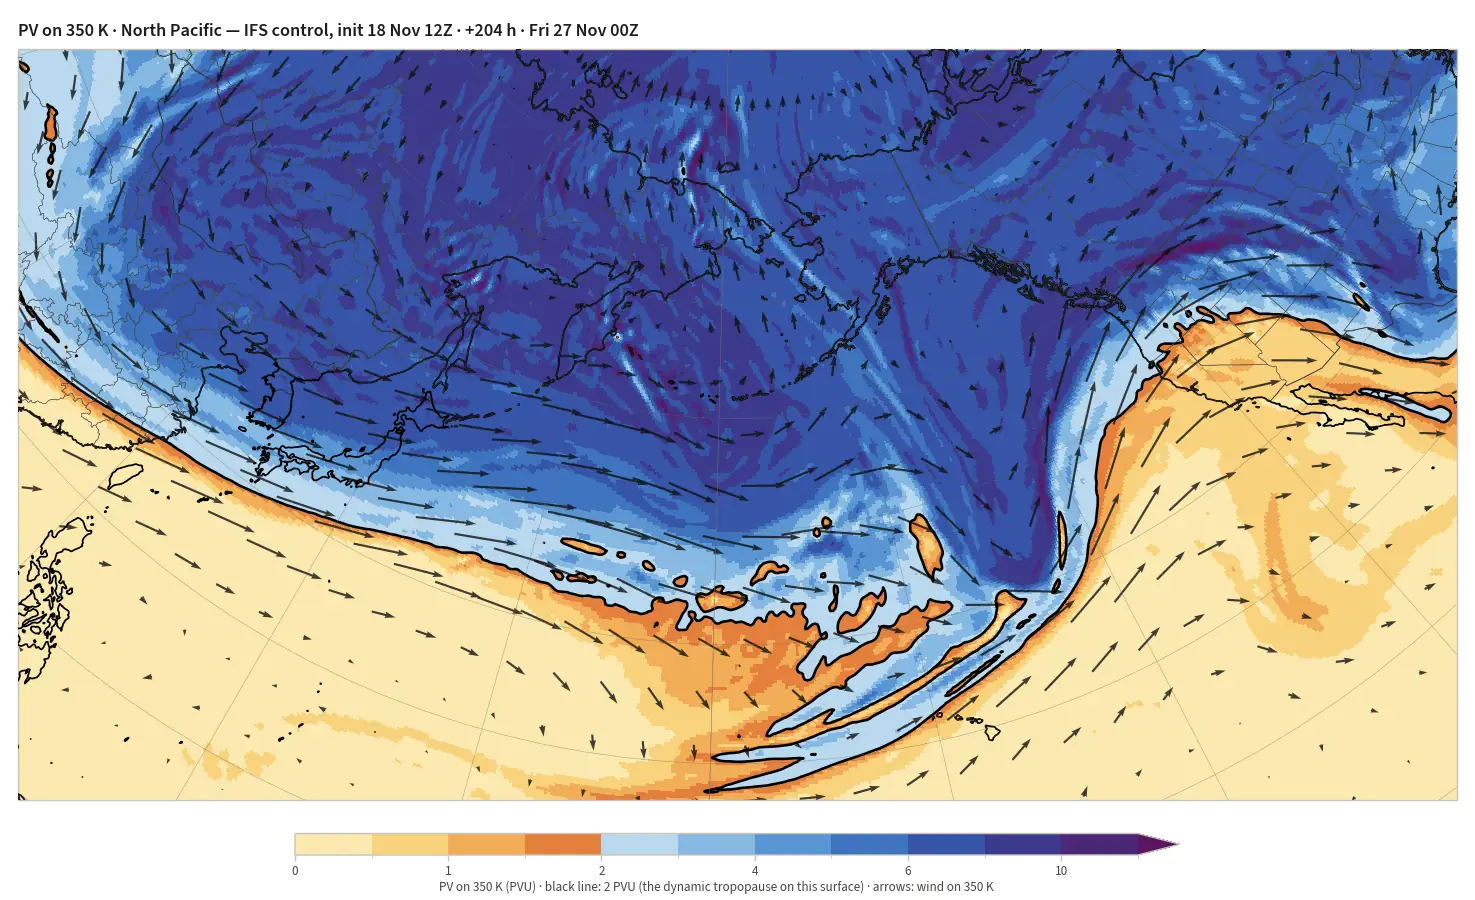 PV on 350 K · North Pacific — IFS control, init 18 Nov 12Z · +204 h · Fri 27 Nov 00Z
0 1 2 4 6 10
PV on 350 K (PVU) · black line: 2 PVU (the dynamic tropopause on this surface) · arrows: wind on 350 K